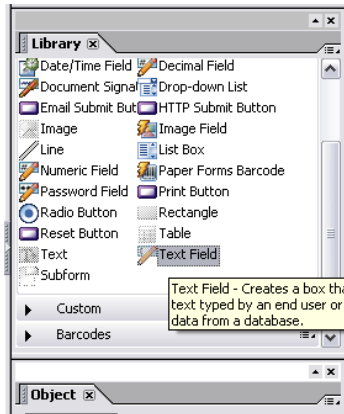 Library
Date/Time Field Decimal Field
Document Signa Drop-down List
Email Submit But HTTP Submit Button
Image Image Field
Line List Box
Numeric Field Paper Forms Barcode
Password Field Print Button
Radio Button Rectangle
Reset Button Table
Text Text Field
Subform
Text Field - Creates a box tha
text typed by an end user or
data from a database.
Custom
Barcodes
Object